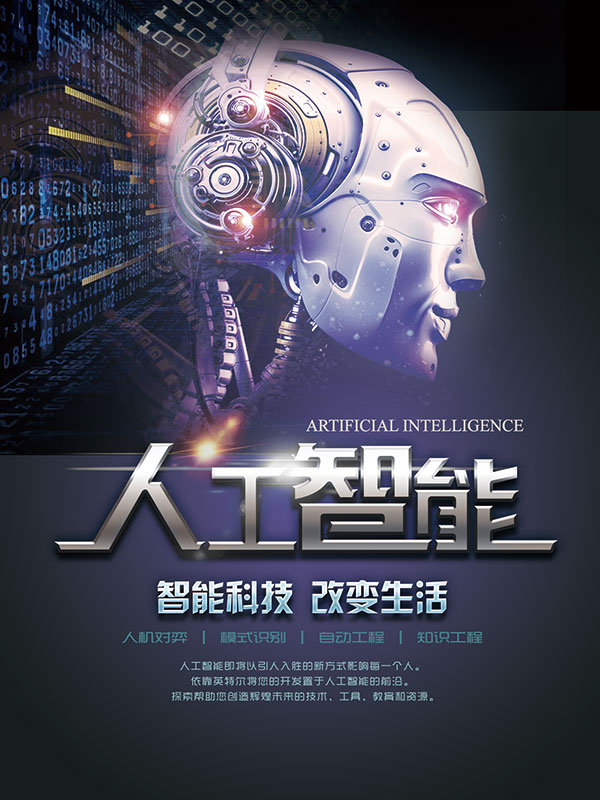 ARTIFICIAL INTELLIGENCE
人工智能
智能科技 改变生活
人机对弈 | 模式识别 | 自动工程 | 知识工程
人工智能即将以引人入胜的新方式影响每一个人。
依靠英特尔将您的开发置于人工智能的前沿。
探索帮助您创造辉煌未来的技术、工具、教育和资源。